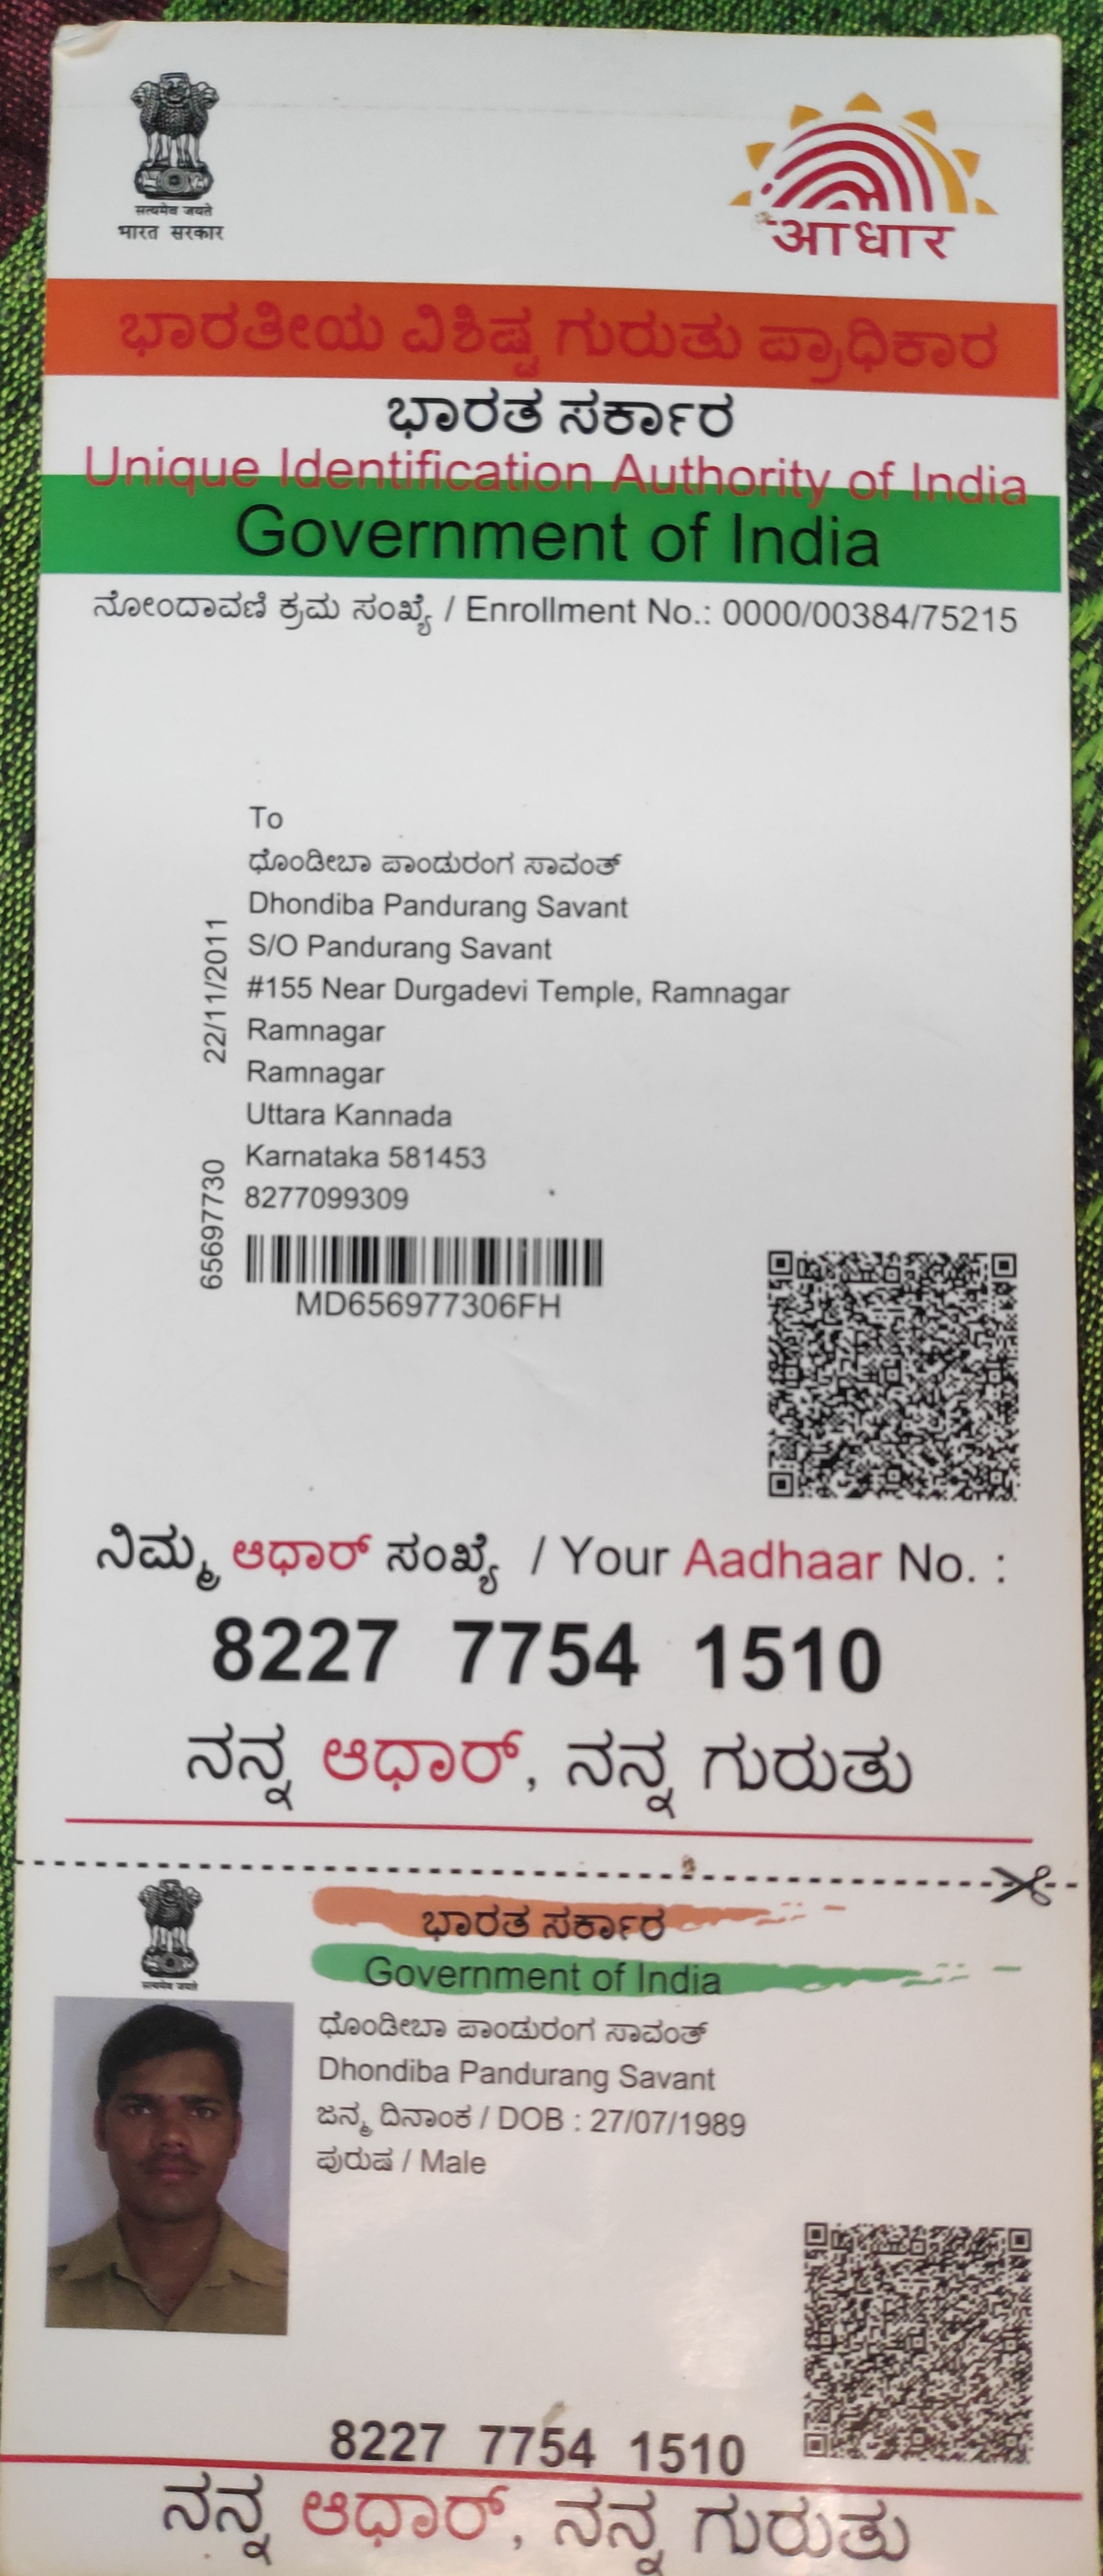 सत्यमेव जयते
भारत सरकार
आधार
ಭಾರತೀಯ ವಿಶಿಷ್ಟ ಗುರುತು ಪ್ರಾಧಿಕಾರ
ಭಾರತ ಸರ್ಕಾರ
Unique Identification Authority of India
Government of India
ನೋಂದಾವಣಿ ಕ್ರಮ ಸಂಖ್ಯೆ / Enrollment No.: 0000/00384/75215
To
ಧೊಂಡೀಬಾ ಪಾಂಡುರಂಗ ಸಾವಂತ್
Dhondiba Pandurang Savant
S/O Pandurang Savant
#155 Near Durgadevi Temple, Ramnagar
Ramnagar
Ramnagar
Uttara Kannada
Karnataka 581453
8277099309
22/11/2011
65697730
MD656977306FH
ನಿಮ್ಮ ಆಧಾರ್ ಸಂಖ್ಯೆ / Your Aadhaar No. :
8227 7754 1510
ನನ್ನ ಆಧಾರ್, ನನ್ನ ಗುರುತು
सत्यमेव जयते
ಭಾರತ ಸರ್ಕಾರ
Government of India
ಧೊಂಡೀಬಾ ಪಾಂಡುರಂಗ ಸಾವಂತ್
Dhondiba Pandurang Savant
ಜನ್ಮ ದಿನಾಂಕ / DOB : 27/07/1989
ಪುರುಷ / Male
8227 7754 1510
ನನ್ನ ಆಧಾರ್, ನನ್ನ ಗುರುತು